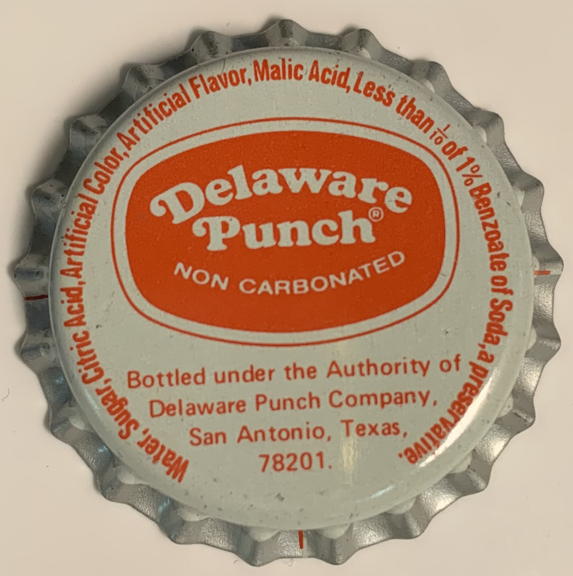 Water, Sugar, Citric Acid, Artificial Color, Artificial Flavor, Malic Acid, Less than 1/10 of 1% Benzoate of Soda, a preservative.
Delaware
Punch®
NON CARBONATED
Bottled under the Authority of
Delaware Punch Company,
San Antonio, Texas,
78201.